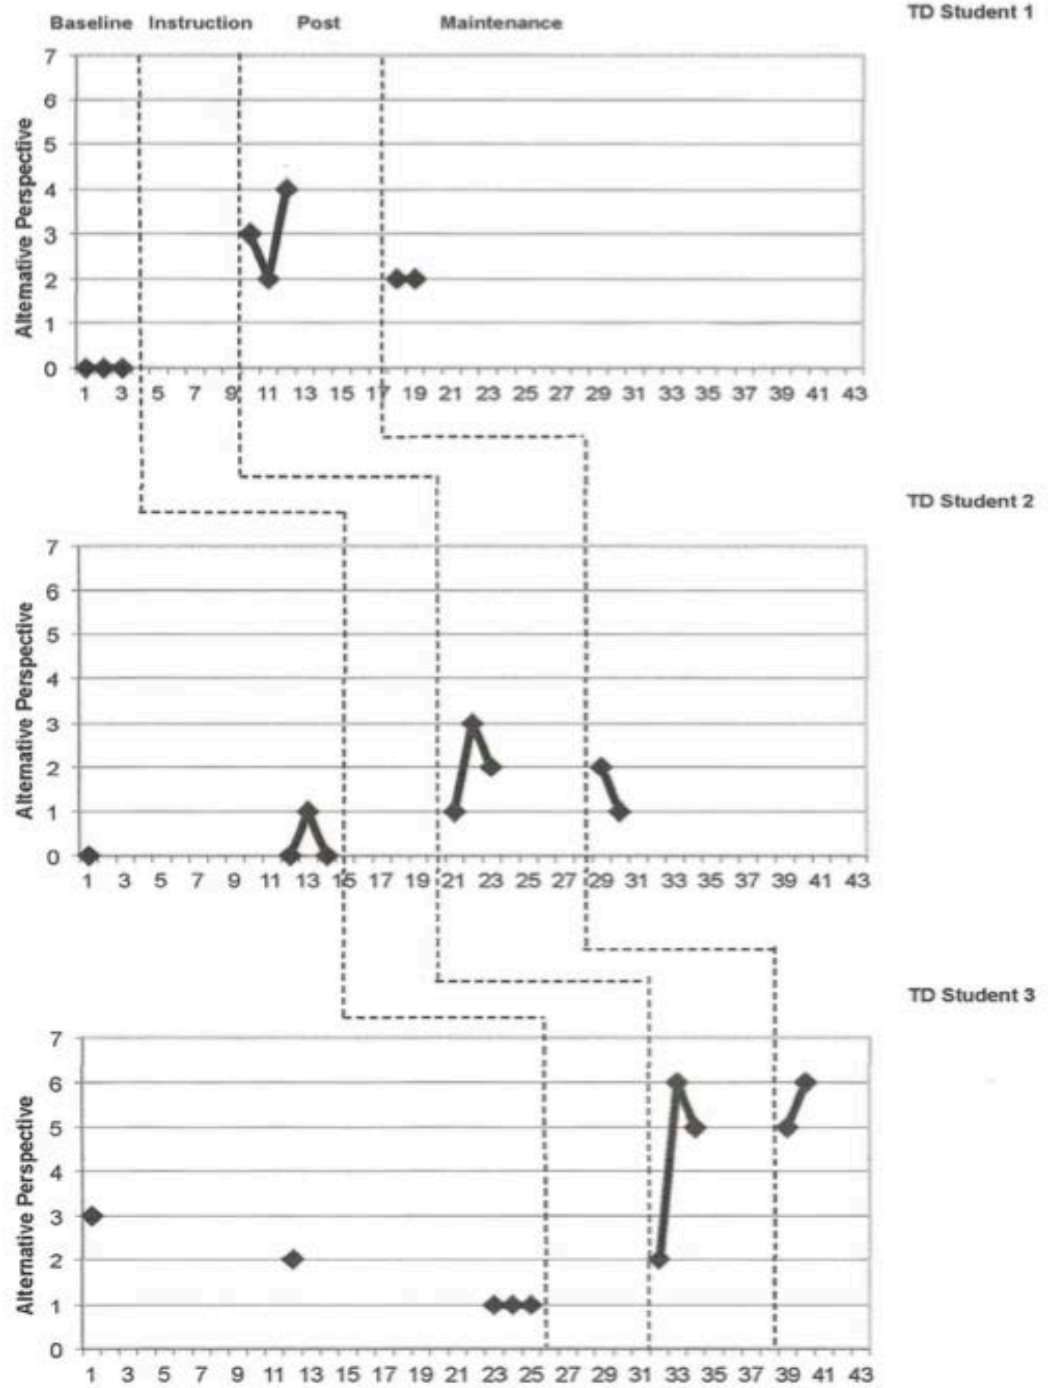 Baseline Instruction Post Maintenance
TD Student 1
Alternative Perspective
7
6
5
4
3
2
1
0
1 3 5 7 9 11 13 15 17 19 21 23 25 27 29 31 33 35 37 39 41 43
TD Student 2
Alternative Perspective
7
6
5
4
3
2
1
0
1 3 5 7 9 11 13 15 17 19 21 23 25 27 29 31 33 35 37 39 41 43
TD Student 3
Alternative Perspective
7
6
5
4
3
2
1
0
1 3 5 7 9 11 13 15 17 19 21 23 25 27 29 31 33 35 37 39 41 43